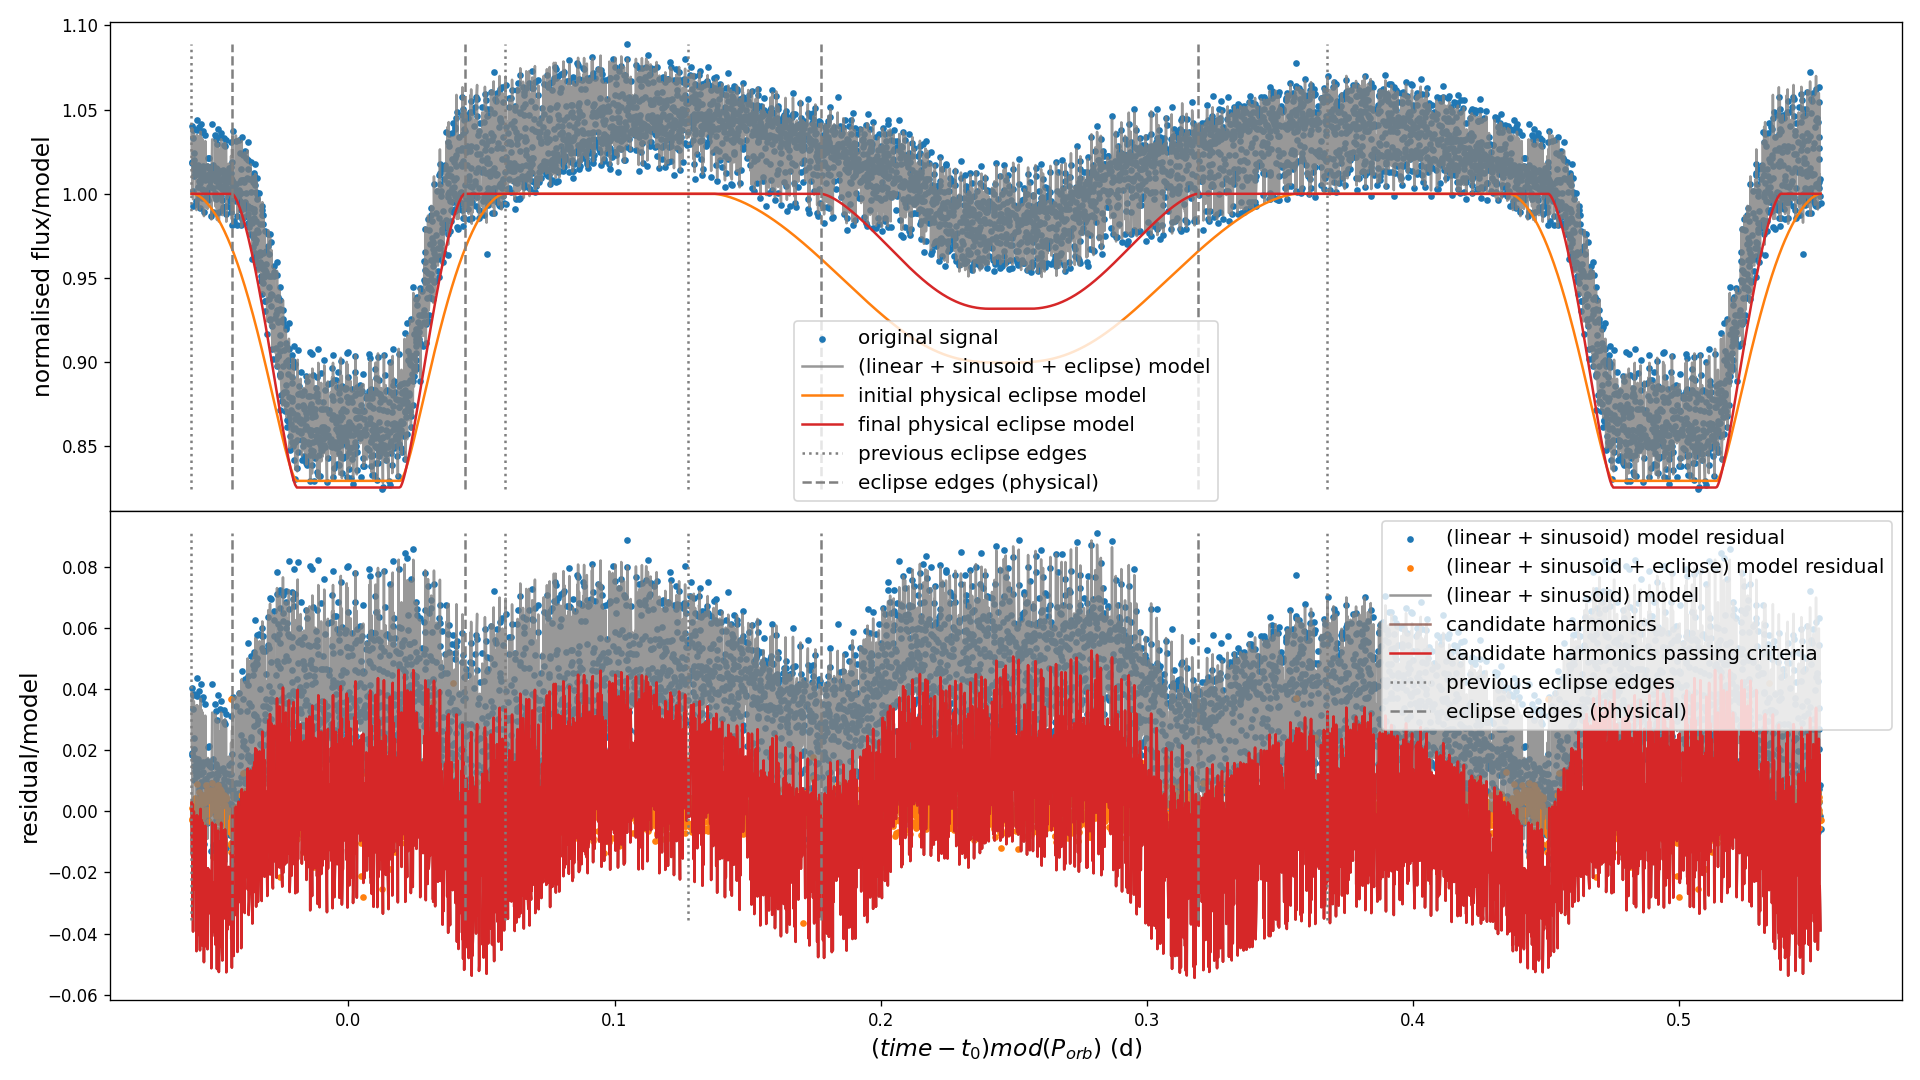 1.10
1.05
1.00
0.95
0.90
0.85
normalised flux/model
original signal
(linear + sinusoid + eclipse) model
initial physical eclipse model
final physical eclipse model
previous eclipse edges
eclipse edges (physical)
0.08
0.06
0.04
0.02
0.00
−0.02
−0.04
−0.06
residual/model
(linear + sinusoid) model residual
(linear + sinusoid + eclipse) model residual
(linear + sinusoid) model
candidate harmonics
candidate harmonics passing criteria
previous eclipse edges
eclipse edges (physical)
0.0 0.1 0.2 0.3 0.4 0.5
(time − t₀)mod(Pₒᵣb) (d)